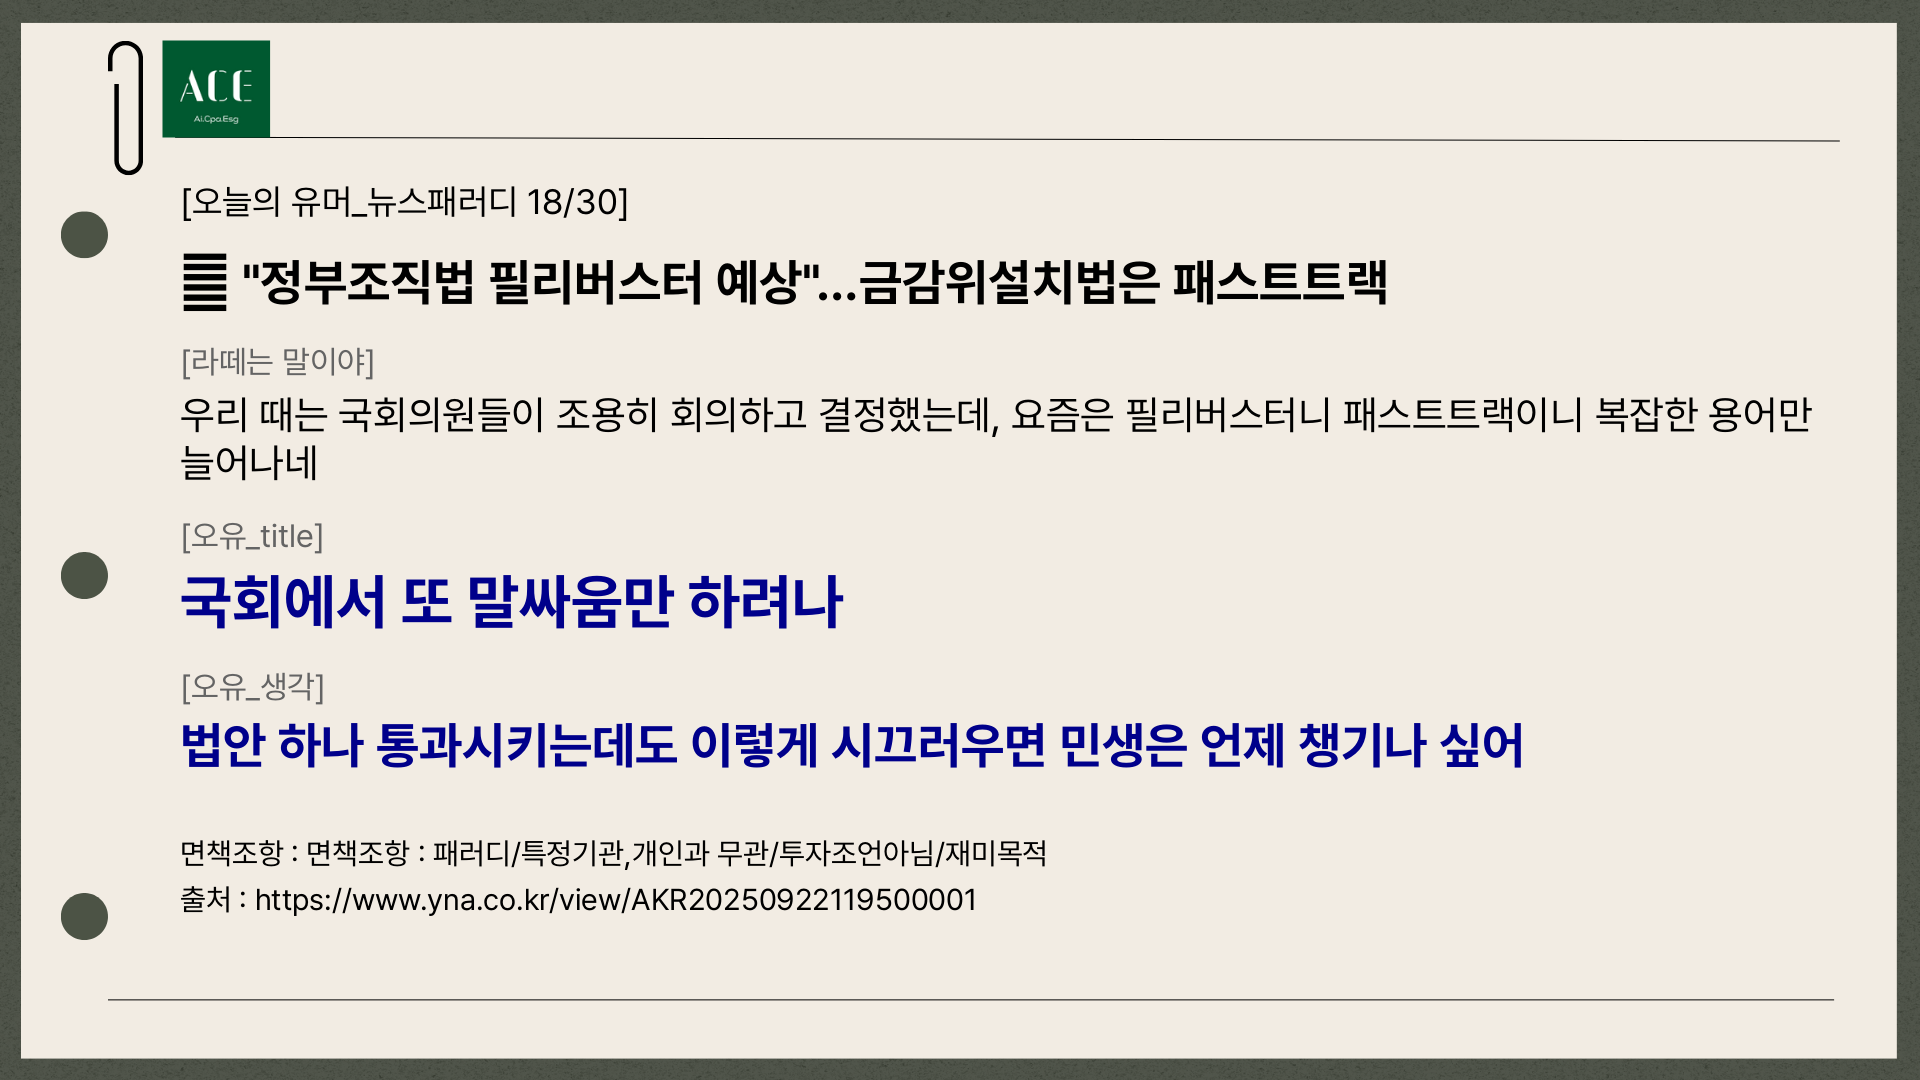 ACE
Ai.Cpa.Esg
[오늘의 유머_뉴스패러디 18/30]
"정부조직법 필리버스터 예상"...금감위설치법은 패스트트랙
[라떼는 말이야]
우리 때는 국회의원들이 조용히 회의하고 결정했는데, 요즘은 필리버스터니 패스트트랙이니 복잡한 용어만
늘어나네
[오유_title]
국회에서 또 말싸움만 하려나
[오유_생각]
법안 하나 통과시키는데도 이렇게 시끄러우면 민생은 언제 챙기나 싶어
면책조항 : 면책조항 : 패러디/특정기관,개인과 무관/투자조언아님/재미목적
출처 : https://www.yna.co.kr/view/AKR20250922119500001